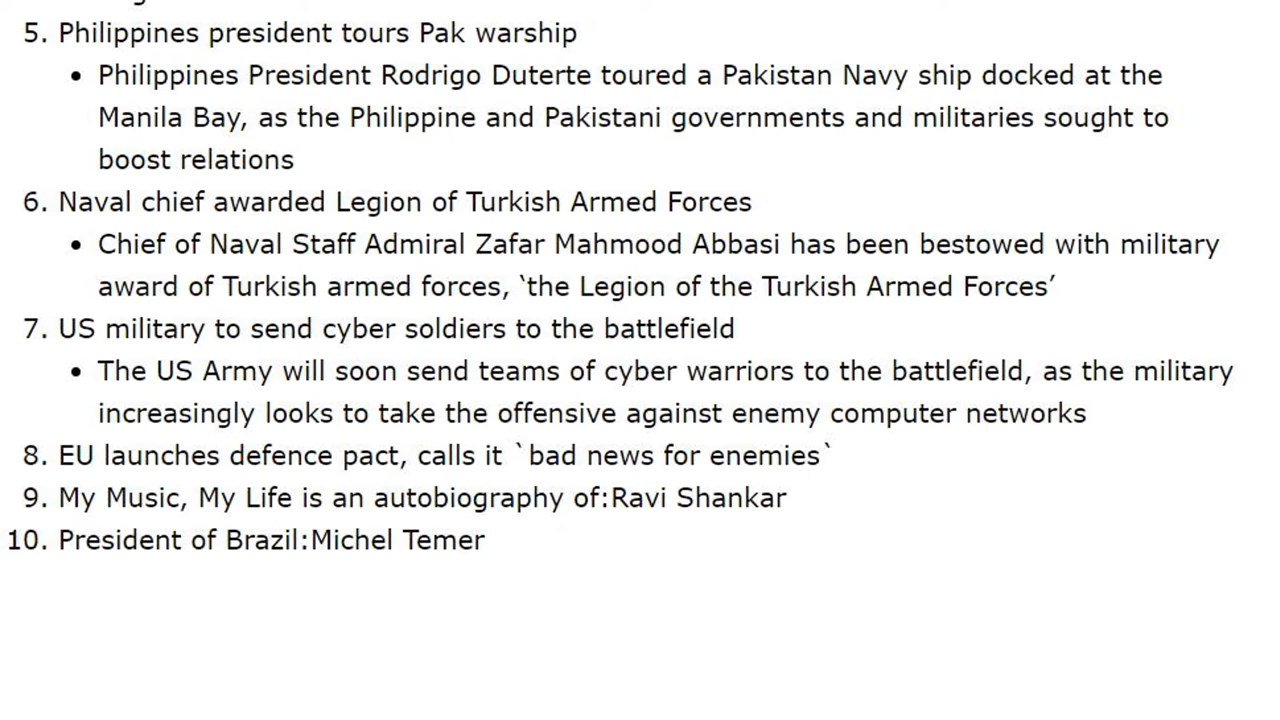 5. Philippines president tours Pak warship
• Philippines President Rodrigo Duterte toured a Pakistan Navy ship docked at the
Manila Bay, as the Philippine and Pakistani governments and militaries sought to
boost relations
6. Naval chief awarded Legion of Turkish Armed Forces
• Chief of Naval Staff Admiral Zafar Mahmood Abbasi has been bestowed with military
award of Turkish armed forces, ‘the Legion of the Turkish Armed Forces’
7. US military to send cyber soldiers to the battlefield
• The US Army will soon send teams of cyber warriors to the battlefield, as the military
increasingly looks to take the offensive against enemy computer networks
8. EU launches defence pact, calls it `bad news for enemies`
9. My Music, My Life is an autobiography of:Ravi Shankar
10. President of Brazil:Michel Temer